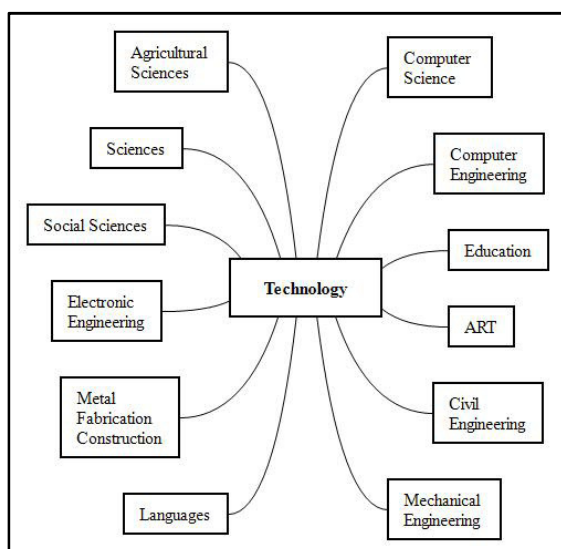 Agricultural
Sciences
Computer
Science
Sciences
Computer
Engineering
Social Sciences
Education
Technology
Electronic
Engineering
ART
Metal
Fabrication
Construction
Civil
Engineering
Languages
Mechanical
Engineering